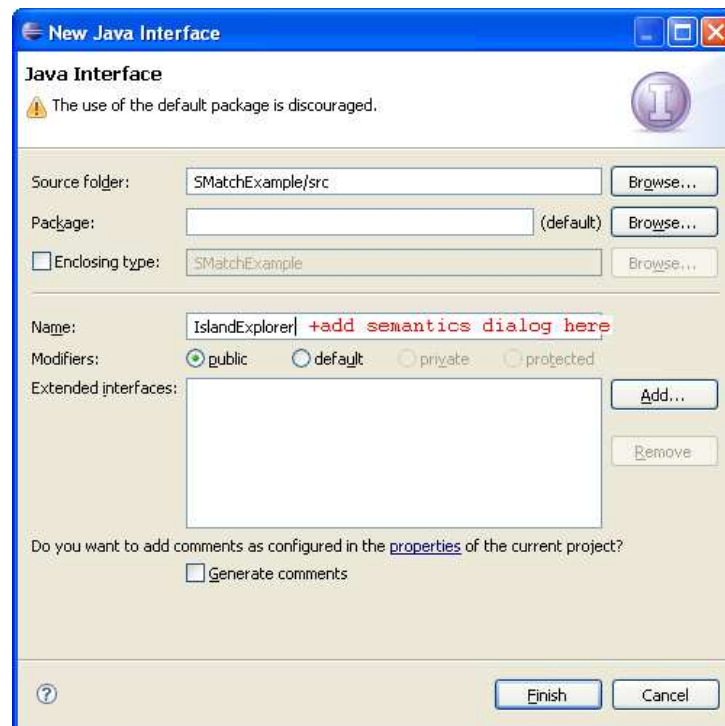 New Java Interface
Java Interface
The use of the default package is discouraged.
Source folder: SMatchExample/src Browse...
Package: (default) Browse...
Enclosing type: SMatchExample Browse...
Name: IslandExplorer +add semantics dialog here
Modifiers: public default private protected
Extended interfaces: Add...
Remove
Do you want to add comments as configured in the properties of the current project?
Generate comments
? Finish Cancel